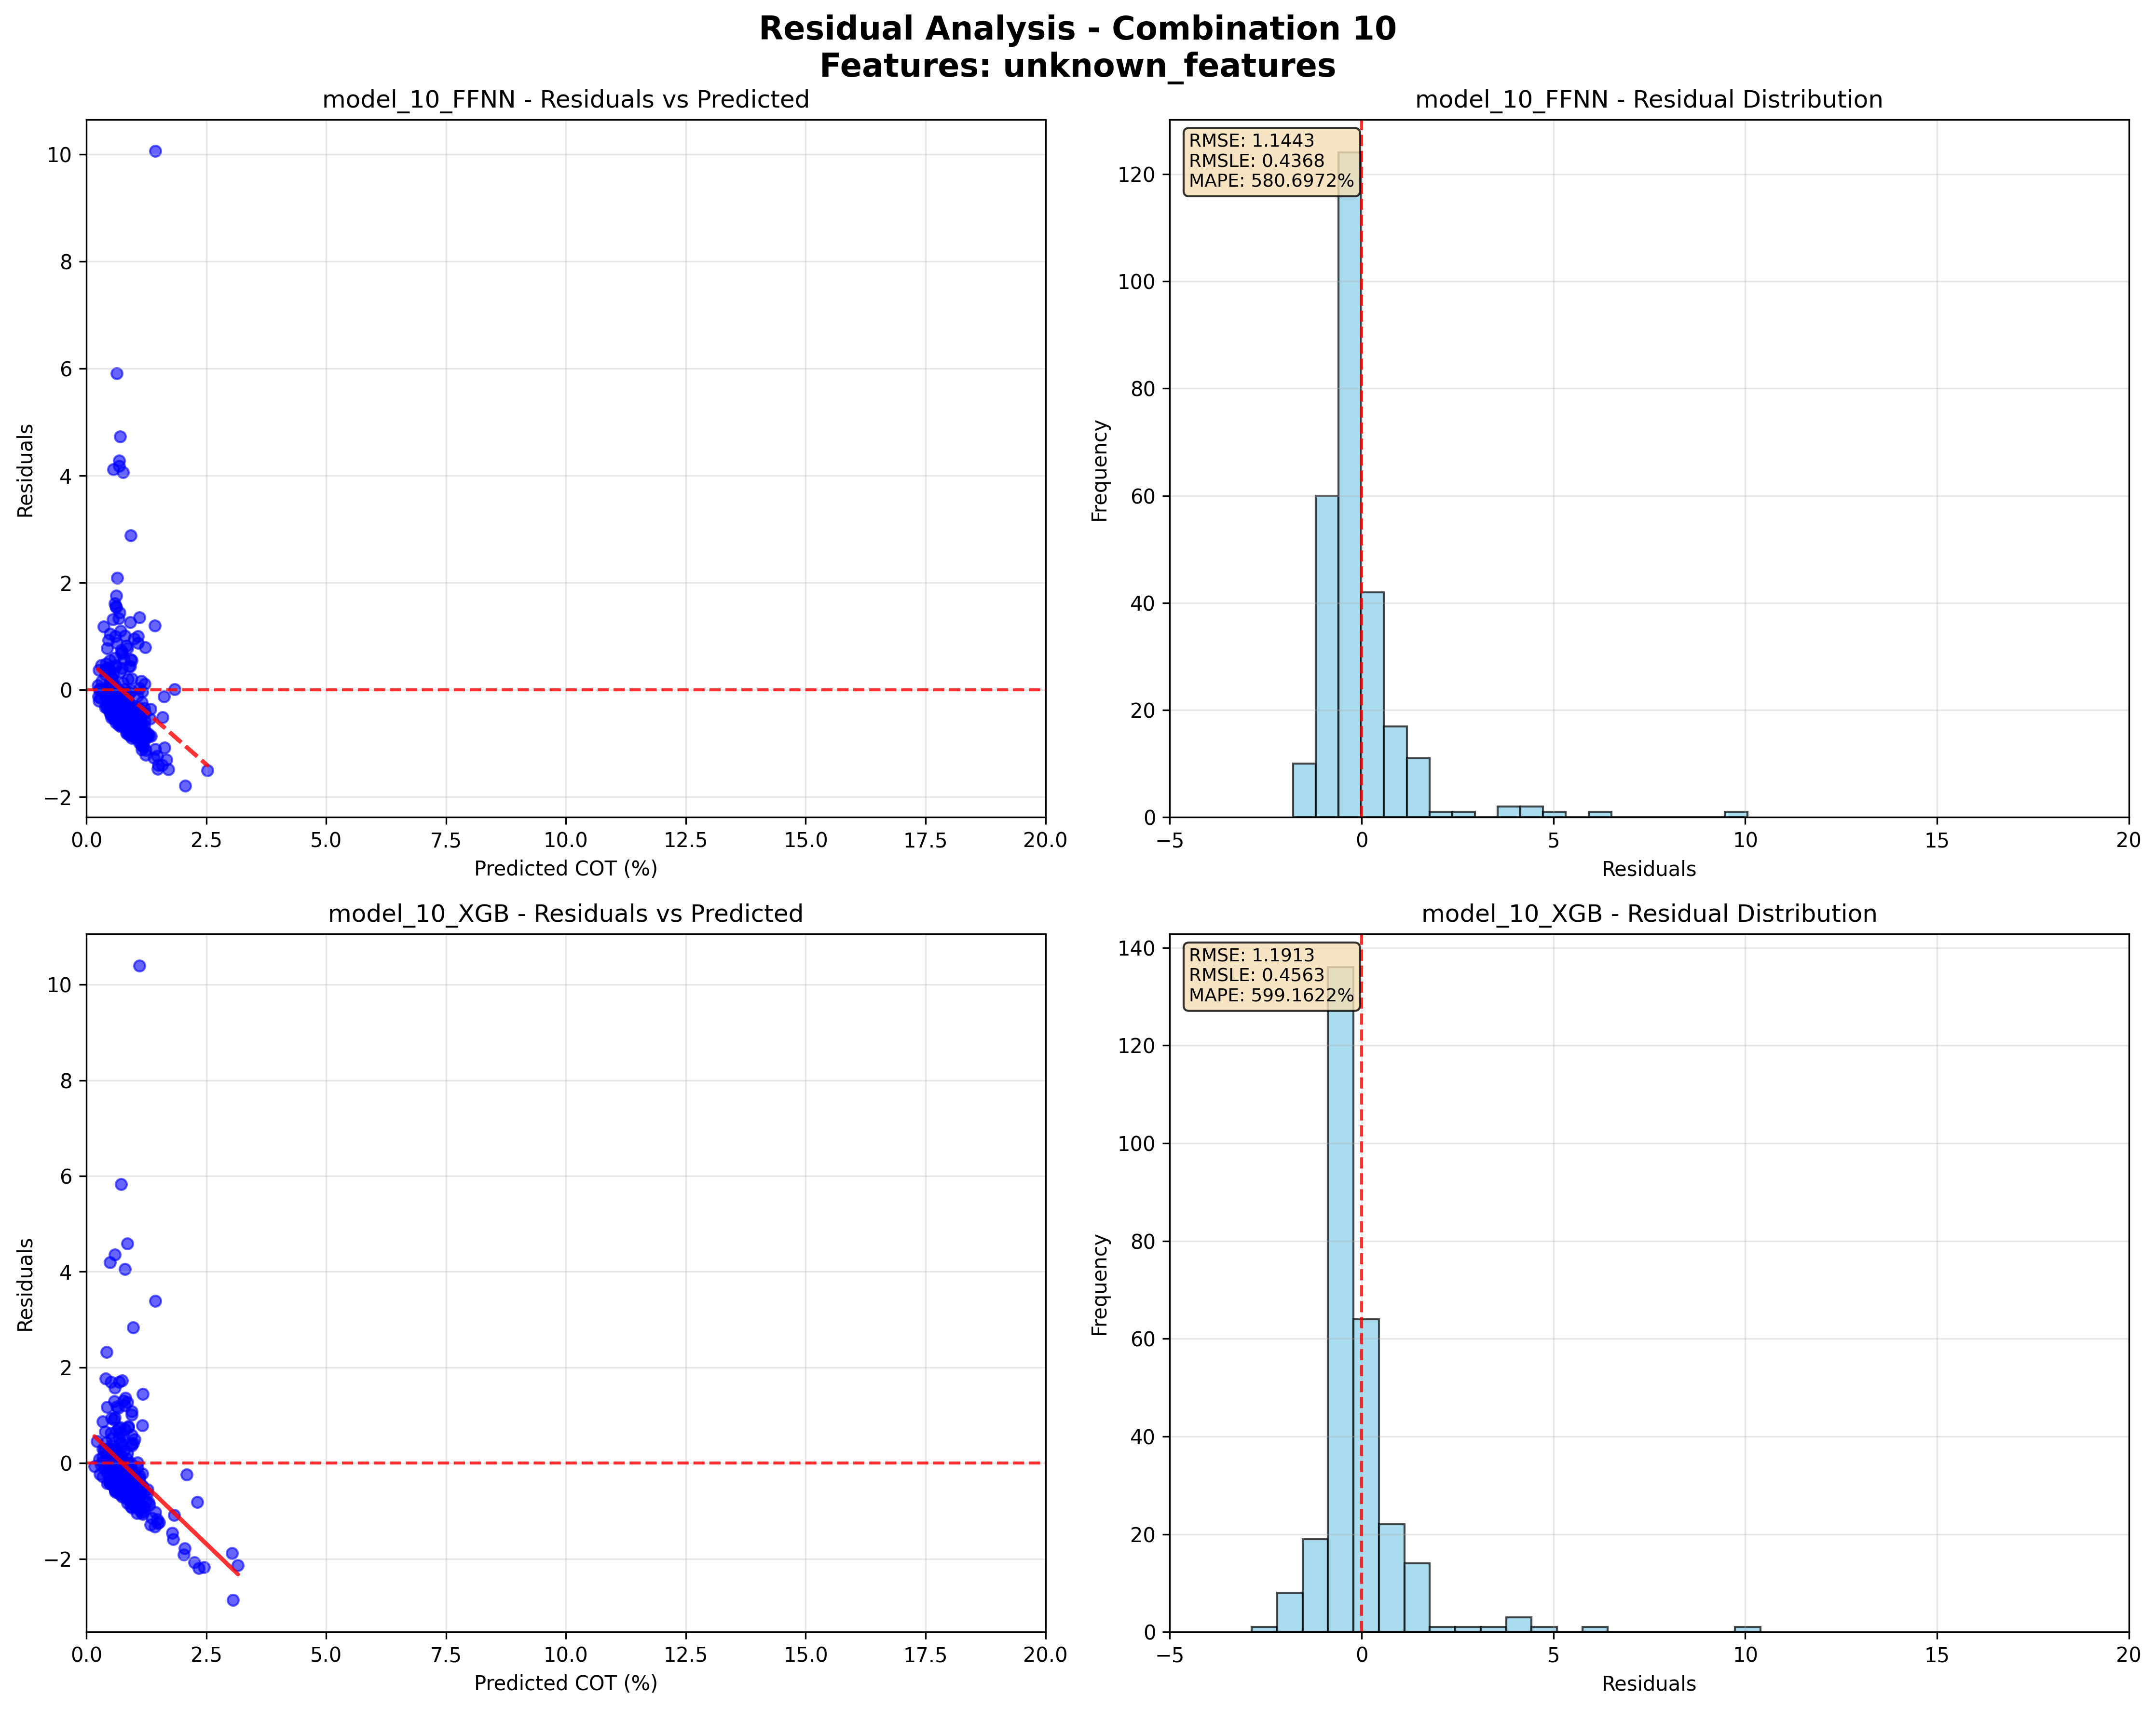 Residual Analysis - Combination 10
Features: unknown_features
model_10_FFNN - Residuals vs Predicted
10
8
6
4
2
0
−2
Residuals
0.0 2.5 5.0 7.5 10.0 12.5 15.0 17.5 20.0
Predicted COT (%)
model_10_FFNN - Residual Distribution
RMSE: 1.1443
RMSLE: 0.4368
MAPE: 580.6972%
120
100
80
60
40
20
0
Frequency
−5 0 5 10 15 20
Residuals
model_10_XGB - Residuals vs Predicted
10
8
6
4
2
0
−2
Residuals
0.0 2.5 5.0 7.5 10.0 12.5 15.0 17.5 20.0
Predicted COT (%)
model_10_XGB - Residual Distribution
RMSE: 1.1913
RMSLE: 0.4563
MAPE: 599.1622%
140
120
100
80
60
40
20
0
Frequency
−5 0 5 10 15 20
Residuals